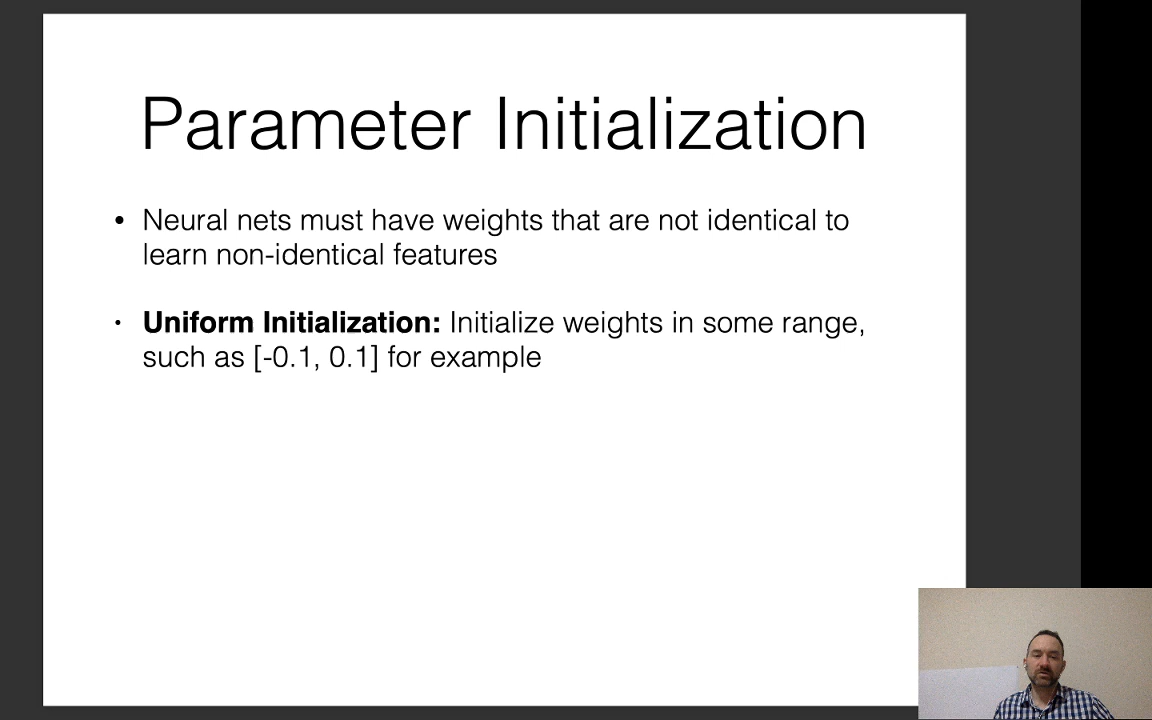 Parameter Initialization
• Neural nets must have weights that are not identical to
learn non-identical features
• Uniform Initialization: Initialize weights in some range,
such as [-0.1, 0.1] for example